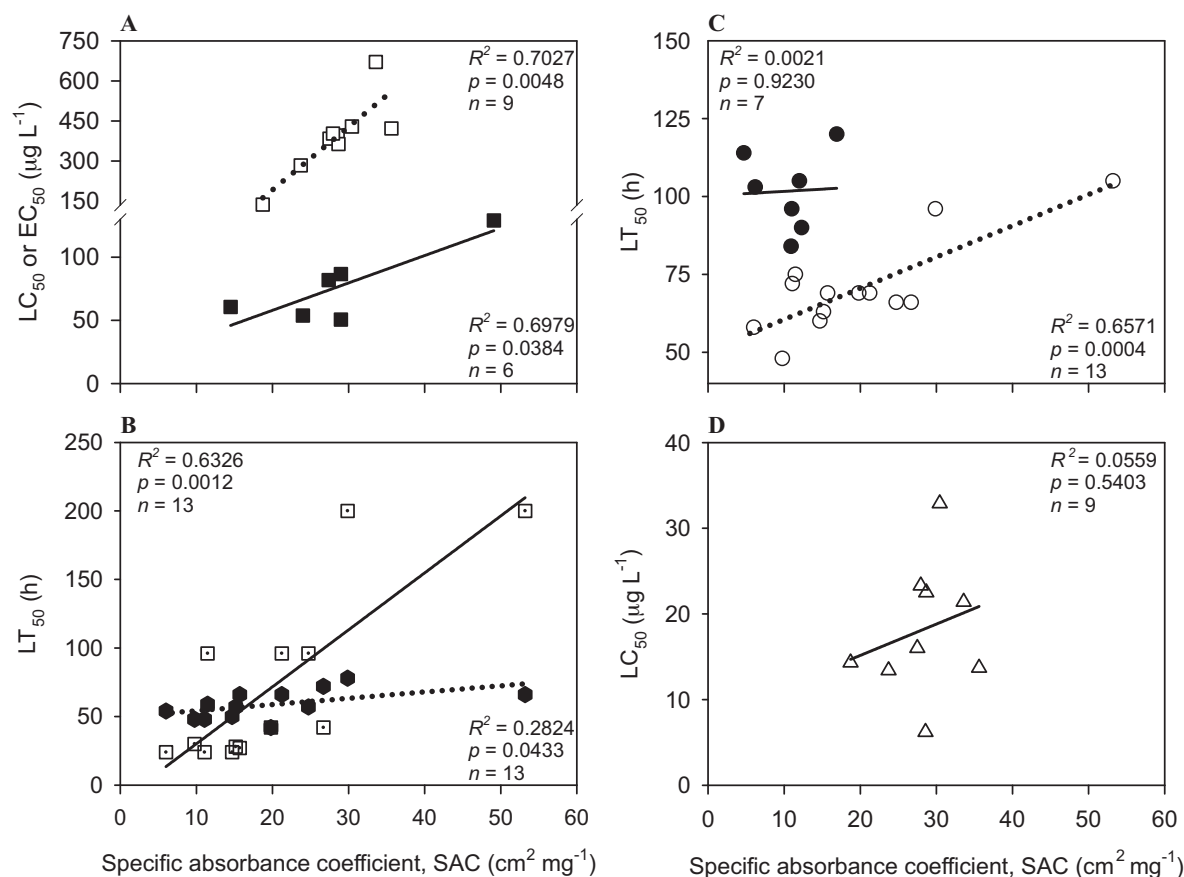 A
750
600
450
300
150
100
50
0
LC50 or EC50 (μg L-1)
R2 = 0.7027
p = 0.0048
n = 9
R2 = 0.6979
p = 0.0384
n = 6
C
150
125
100
75
50
LT50 (h)
R2 = 0.0021
p = 0.9230
n = 7
R2 = 0.6571
p = 0.0004
n = 13
B
250
200
150
100
50
0
LT50 (h)
R2 = 0.6326
p = 0.0012
n = 13
R2 = 0.2824
p = 0.0433
n = 13
0 10 20 30 40 50 60
Specific absorbance coefficient, SAC (cm2 mg-1)
D
40
30
20
10
0
LC50 (μg L-1)
R2 = 0.0559
p = 0.5403
n = 9
0 10 20 30 40 50 60
Specific absorbance coefficient, SAC (cm2 mg-1)